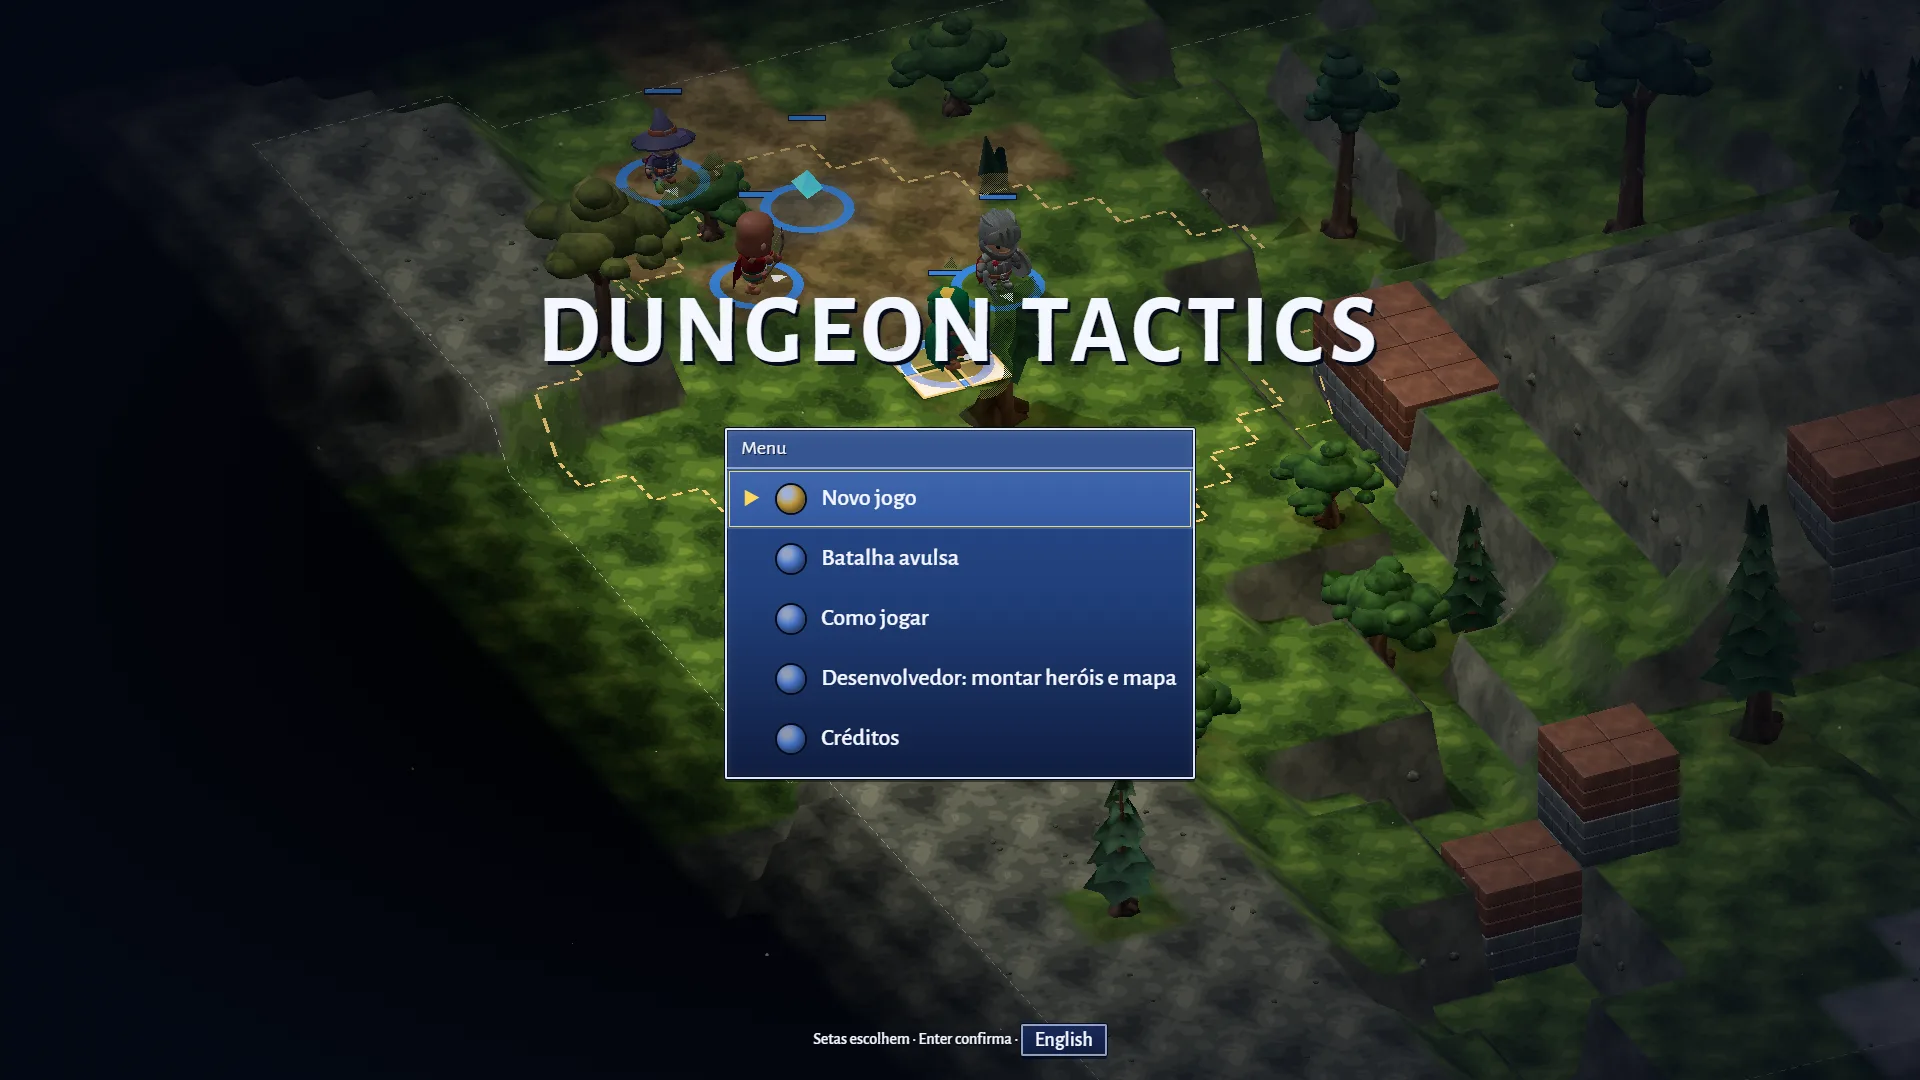 DUNGEON TACTICS
Menu
Novo jogo
Batalha avulsa
Como jogar
Desenvolvedor: montar heróis e mapa
Créditos
Setas escolhem · Enter confirma · English